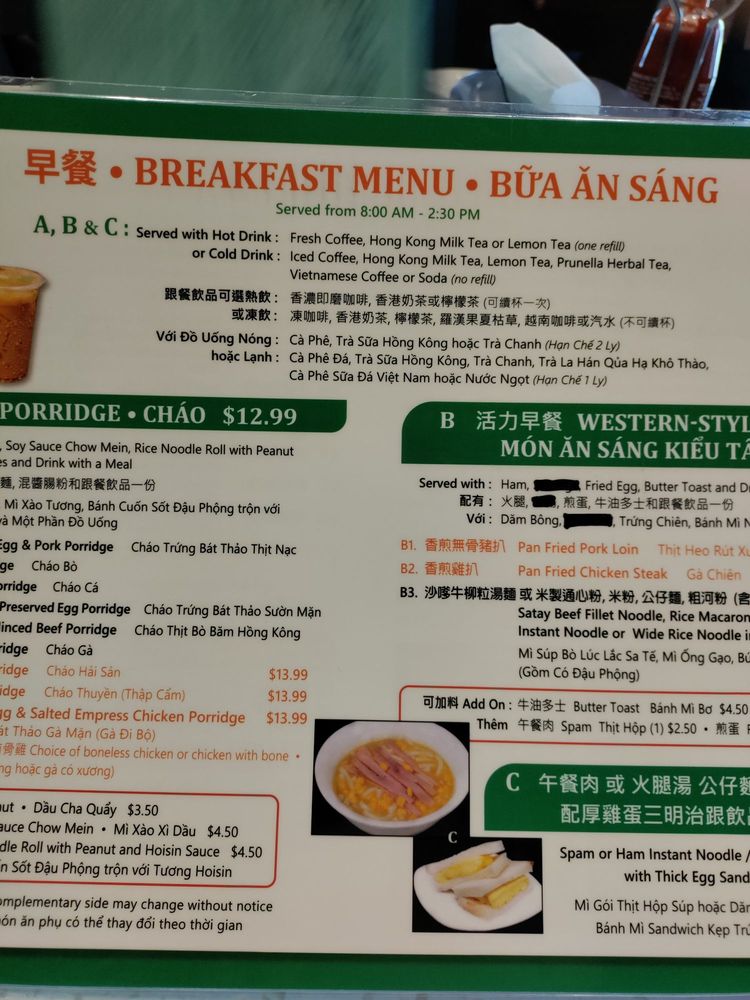 早餐 • BREAKFAST MENU • BỮA ĂN SÁNG
Served from 8:00 AM - 2:30 PM
A, B & C :
Served with Hot Drink : Fresh Coffee, Hong Kong Milk Tea or Lemon Tea (one refill)
or Cold Drink : Iced Coffee, Hong Kong Milk Tea, Lemon Tea, Prunella Herbal Tea,
Vietnamese Coffee or Soda (no refill)
跟餐飲品可選熱飲 : 香濃即磨咖啡, 香港奶茶或檸檬茶 (可續杯一次)
或凍飲 : 凍咖啡, 香港奶茶, 檸檬茶, 羅漢果夏枯草, 越南咖啡或汽水 (不可續杯)
Với Đồ Uống Nóng : Cà Phê, Trà Sữa Hồng Kông hoặc Trà Chanh (Hạn Chế 2 Ly)
hoặc Lạnh : Cà Phê Đá, Trà Sữa Hồng Kông, Trà Chanh, Trà La Hán Qủa Hạ Khô Thảo,
Cà Phê Sữa Đá Việt Nam hoặc Nước Ngọt (Hạn Chế 1 Ly)
PORRIDGE • CHÁO $12.99
, Soy Sauce Chow Mein, Rice Noodle Roll with Peanut
es and Drink with a Meal
麵, 混醬腸粉和跟餐飲品一份
Mì Xào Tương, Bánh Cuốn Sốt Đậu Phộng trộn với
và Một Phần Đồ Uống
Egg & Pork Porridge Cháo Trứng Bát Thảo Thịt Nạc
dge Cháo Bò
orridge Cháo Cá
Preserved Egg Porridge Cháo Trứng Bát Thảo Sườn Mặn
Minced Beef Porridge Cháo Thịt Bò Băm Hồng Kông
ridge Cháo Gà
ridge Cháo Hải Sản $13.99
idge Cháo Thuyền (Thập Cẩm) $13.99
gg & Salted Empress Chicken Porridge $13.99
át Thảo Gà Mặn (Gà Đi Bộ)
骨雞 Choice of boneless chicken or chicken with bone •
ng hoặc gà có xương)
nut • Dầu Cha Quẩy $3.50
auce Chow Mein • Mì Xào Xì Dầu $4.50
dle Roll with Peanut and Hoisin Sauce $4.50
ốn Sốt Đậu Phộng trộn với Tương Hoisin
omplementary side may change without notice
món ăn phụ có thể thay đổi theo thời gian
B 活力早餐 WESTERN-STYL
MÓN ĂN SÁNG KIỂU TÂ
Served with : Ham, Fried Egg, Butter Toast and Dr
配有 : 火腿, 煎蛋, 牛油多士和跟餐飲品一份
Với : Dăm Bông, Trứng Chiên, Bánh Mì N
B1. 香煎無骨豬扒 Pan Fried Pork Loin Thịt Heo Rút Xư
B2. 香煎雞扒 Pan Fried Chicken Steak Gà Chiên
B3. 沙嗲牛柳粒湯麵 或 米製通心粉, 米粉, 公仔麵, 粗河粉 (含
Satay Beef Fillet Noodle, Rice Macaron
Instant Noodle or Wide Rice Noodle i
Mì Súp Bò Lúc Lắc Sa Tế, Mì Ống Gạo, Bú
(Gồm Có Đậu Phộng)
可加料 Add On : 牛油多士 Butter Toast Bánh Mì Bơ $4.50
Thêm 午餐肉 Spam Thịt Hộp (1) $2.50 • 煎蛋 F
C 午餐肉 或 火腿湯 公仔麵
配厚雞蛋三明治跟飲品
C
Spam or Ham Instant Noodle /
with Thick Egg Sand
Mì Gói Thịt Hộp Súp hoặc Dăm
Bánh Mì Sandwich Kẹp Trứ